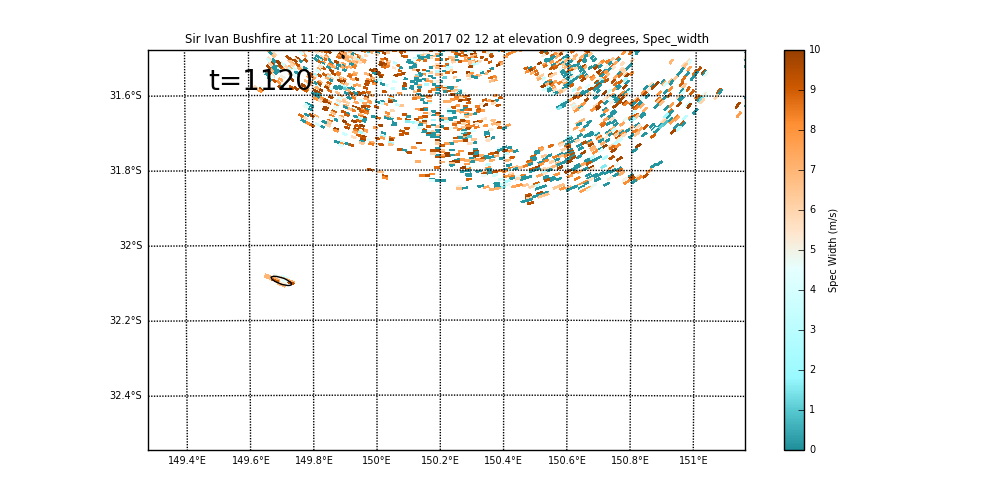 Sir Ivan Bushfire at 11:20 Local Time on 2017 02 12 at elevation 0.9 degrees, Spec_width
t=1120
31.6°S
31.8°S
32°S
32.2°S
32.4°S
149.4°E 149.6°E 149.8°E 150°E 150.2°E 150.4°E 150.6°E 150.8°E 151°E
10
9
8
7
6
5
4
3
2
1
0
Spec Width (m/s)